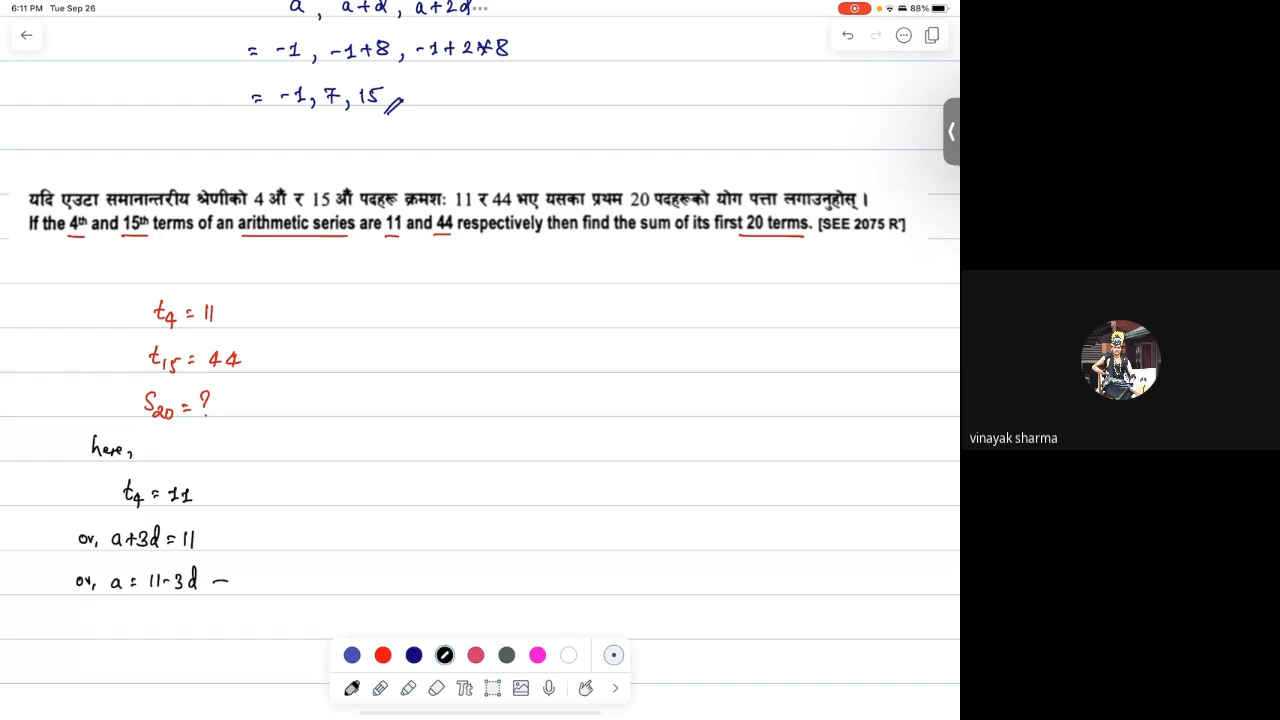 6:11 PM Tue Sep 26
88%
a, a+d, a+2d
= -1, -1+8, -1+2*8
= -1, 7, 15
यदि एउटा समानान्तरीय श्रेणीको 4 औं र 15 औं पदहरू क्रमशः 11 र 44 भए यसका प्रथम 20 पदहरूको योग पत्ता लगाउनुहोस् ।
If the 4th and 15th terms of an arithmetic series are 11 and 44 respectively then find the sum of its first 20 terms. [SEE 2075 R']
t4 = 11
t15 = 44
S20 = ?
here,
t4 = 11
or, a+3d = 11
or, a = 11-3d -
Tt
vinayak sharma